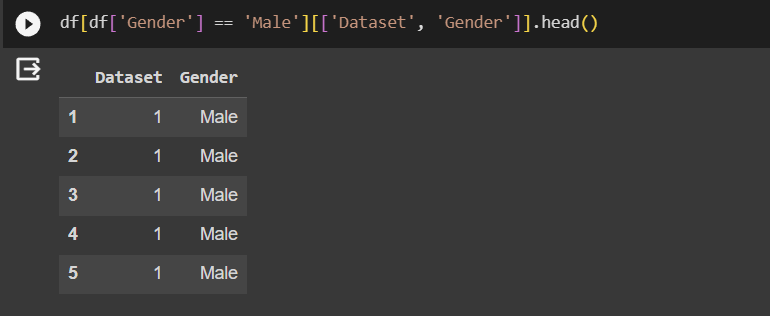 df[df['Gender'] == 'Male'][['Dataset', 'Gender']].head()
Dataset Gender
1 1 Male
2 1 Male
3 1 Male
4 1 Male
5 1 Male